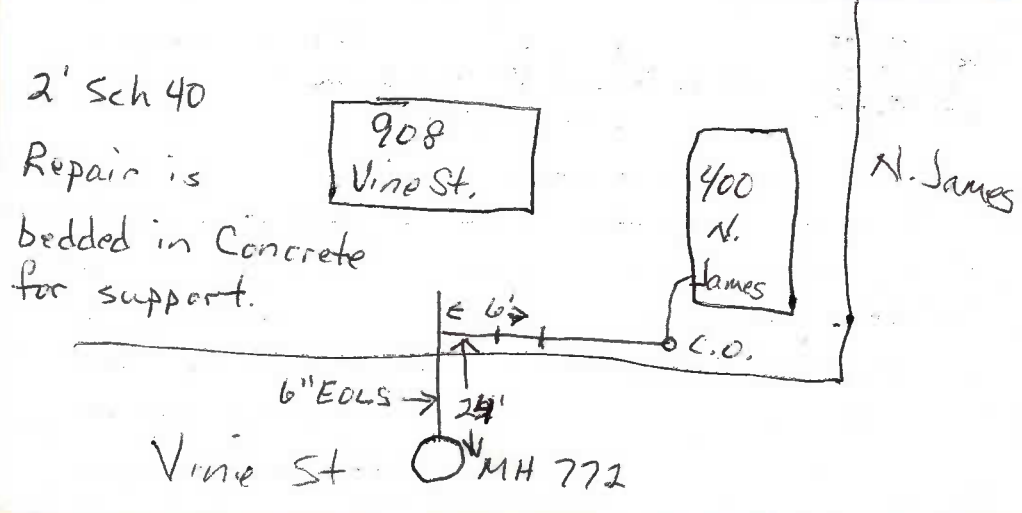 2' Sch 40
Repair is
bedded in Concrete
for support.
908
Vine St.
400
N.
James
N. James
< 6' >
C.O.
6" EOLS
MH 772
Vine St